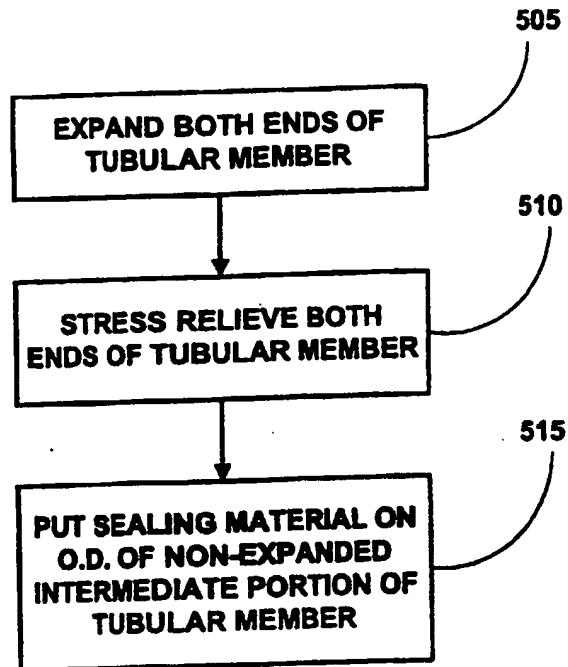 505
EXPAND BOTH ENDS OF
TUBULAR MEMBER
510
STRESS RELIEVE BOTH
ENDS OF TUBULAR MEMBER
515
PUT SEALING MATERIAL ON
O.D. OF NON-EXPANDED
INTERMEDIATE PORTION OF
TUBULAR MEMBER